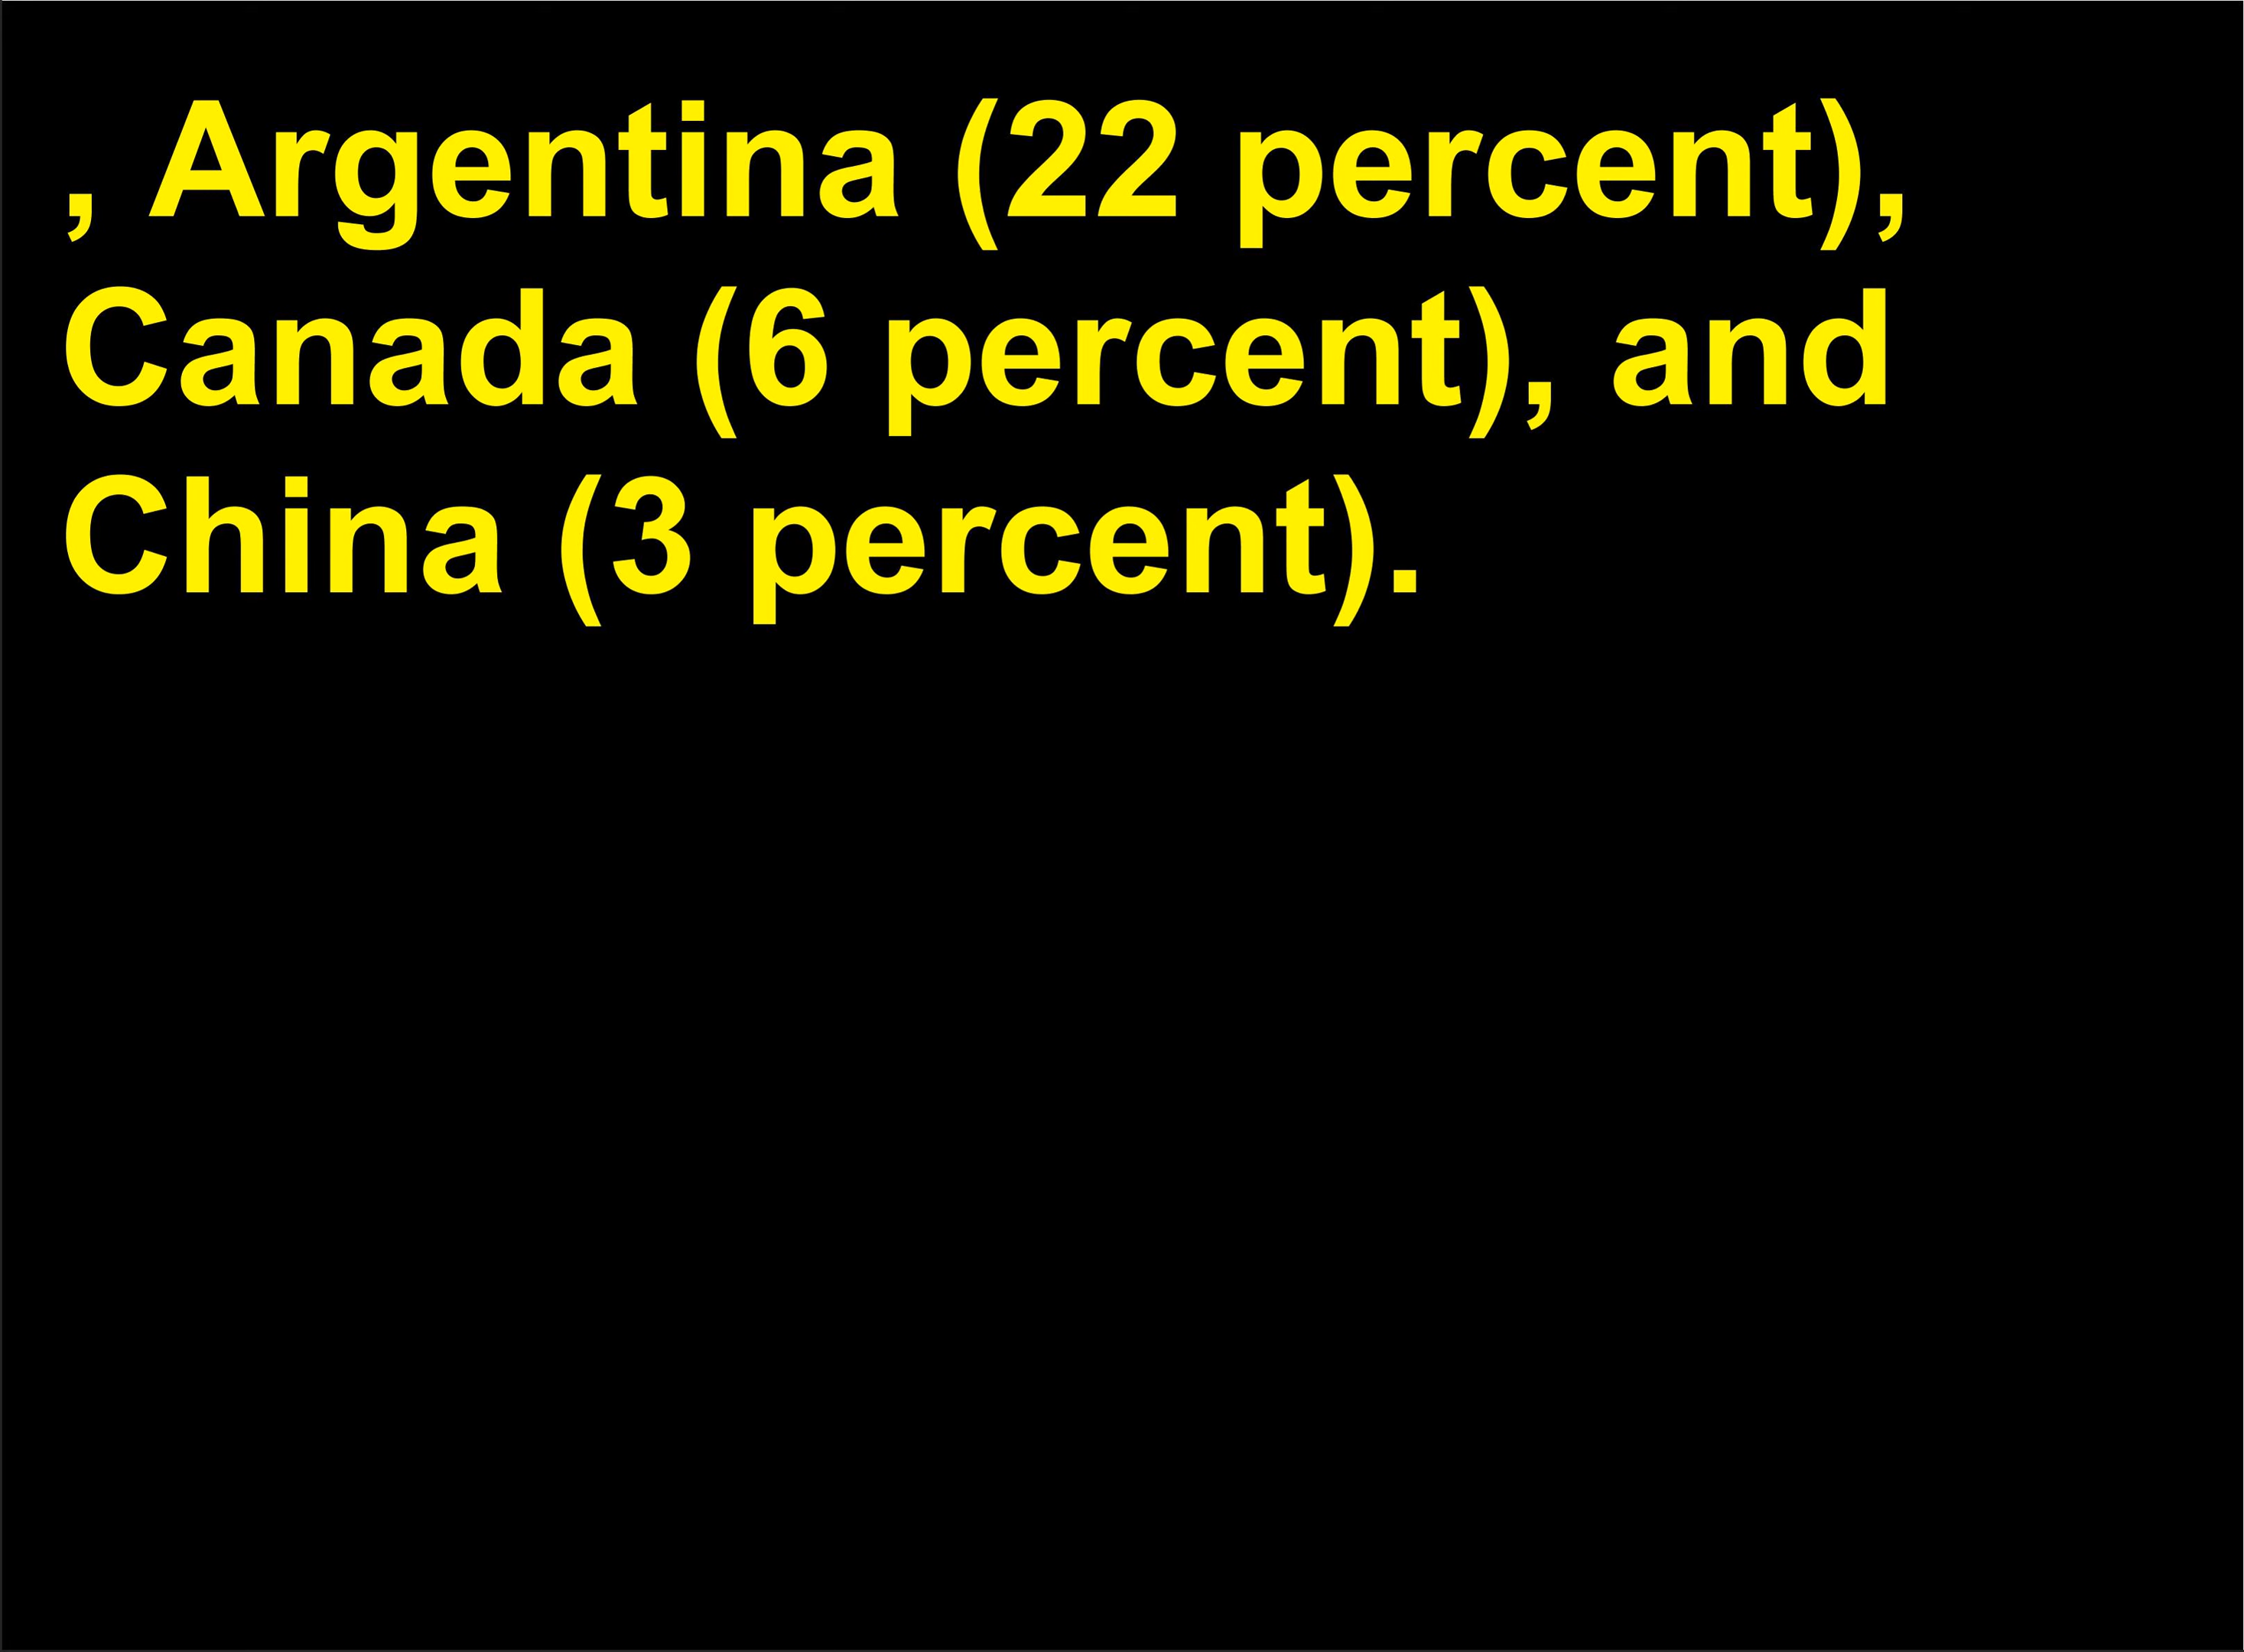 , Argentina (22 percent),
Canada (6 percent), and
China (3 percent).